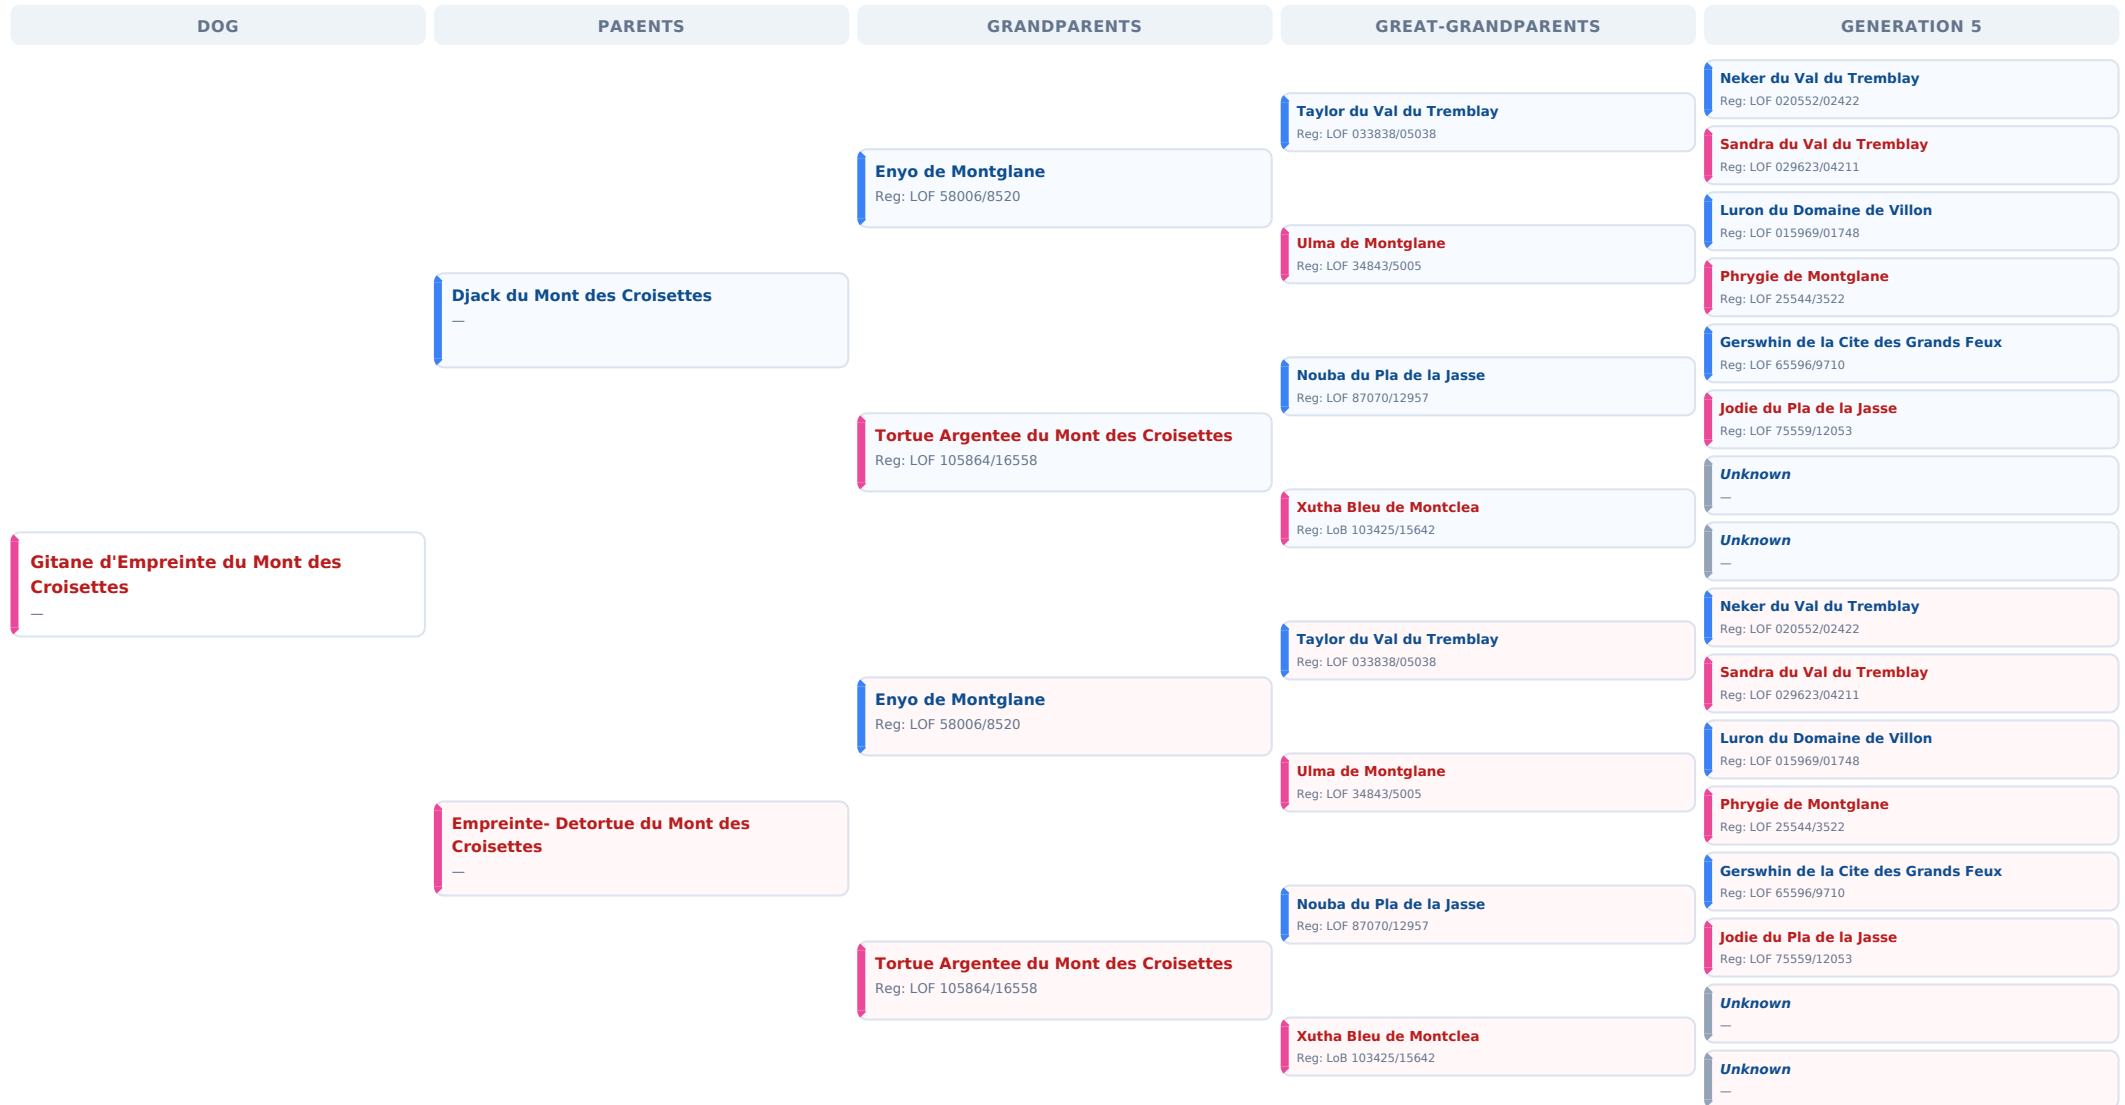 DOG
PARENTS
GRANDPARENTS
GREAT-GRANDPARENTS
GENERATION 5
Gitane d'Empreinte du Mont des
Croisettes
—
Djack du Mont des Croisettes
—
Empreinte- Detortue du Mont des
Croisettes
—
Enyo de Montglane
Reg: LOF 58006/8520
Tortue Argentee du Mont des Croisettes
Reg: LOF 105864/16558
Enyo de Montglane
Reg: LOF 58006/8520
Tortue Argentee du Mont des Croisettes
Reg: LOF 105864/16558
Taylor du Val du Tremblay
Reg: LOF 033838/05038
Ulma de Montglane
Reg: LOF 34843/5005
Nouba du Pla de la Jasse
Reg: LOF 87070/12957
Xutha Bleu de Montclea
Reg: LoB 103425/15642
Taylor du Val du Tremblay
Reg: LOF 033838/05038
Ulma de Montglane
Reg: LOF 34843/5005
Nouba du Pla de la Jasse
Reg: LOF 87070/12957
Xutha Bleu de Montclea
Reg: LoB 103425/15642
Neker du Val du Tremblay
Reg: LOF 020552/02422
Sandra du Val du Tremblay
Reg: LOF 029623/04211
Luron du Domaine de Villon
Reg: LOF 015969/01748
Phrygie de Montglane
Reg: LOF 25544/3522
Gerswhin de la Cite des Grands Feux
Reg: LOF 65596/9710
Jodie du Pla de la Jasse
Reg: LOF 75559/12053
Unknown
—
Unknown
—
Neker du Val du Tremblay
Reg: LOF 020552/02422
Sandra du Val du Tremblay
Reg: LOF 029623/04211
Luron du Domaine de Villon
Reg: LOF 015969/01748
Phrygie de Montglane
Reg: LOF 25544/3522
Gerswhin de la Cite des Grands Feux
Reg: LOF 65596/9710
Jodie du Pla de la Jasse
Reg: LOF 75559/12053
Unknown
—
Unknown
—